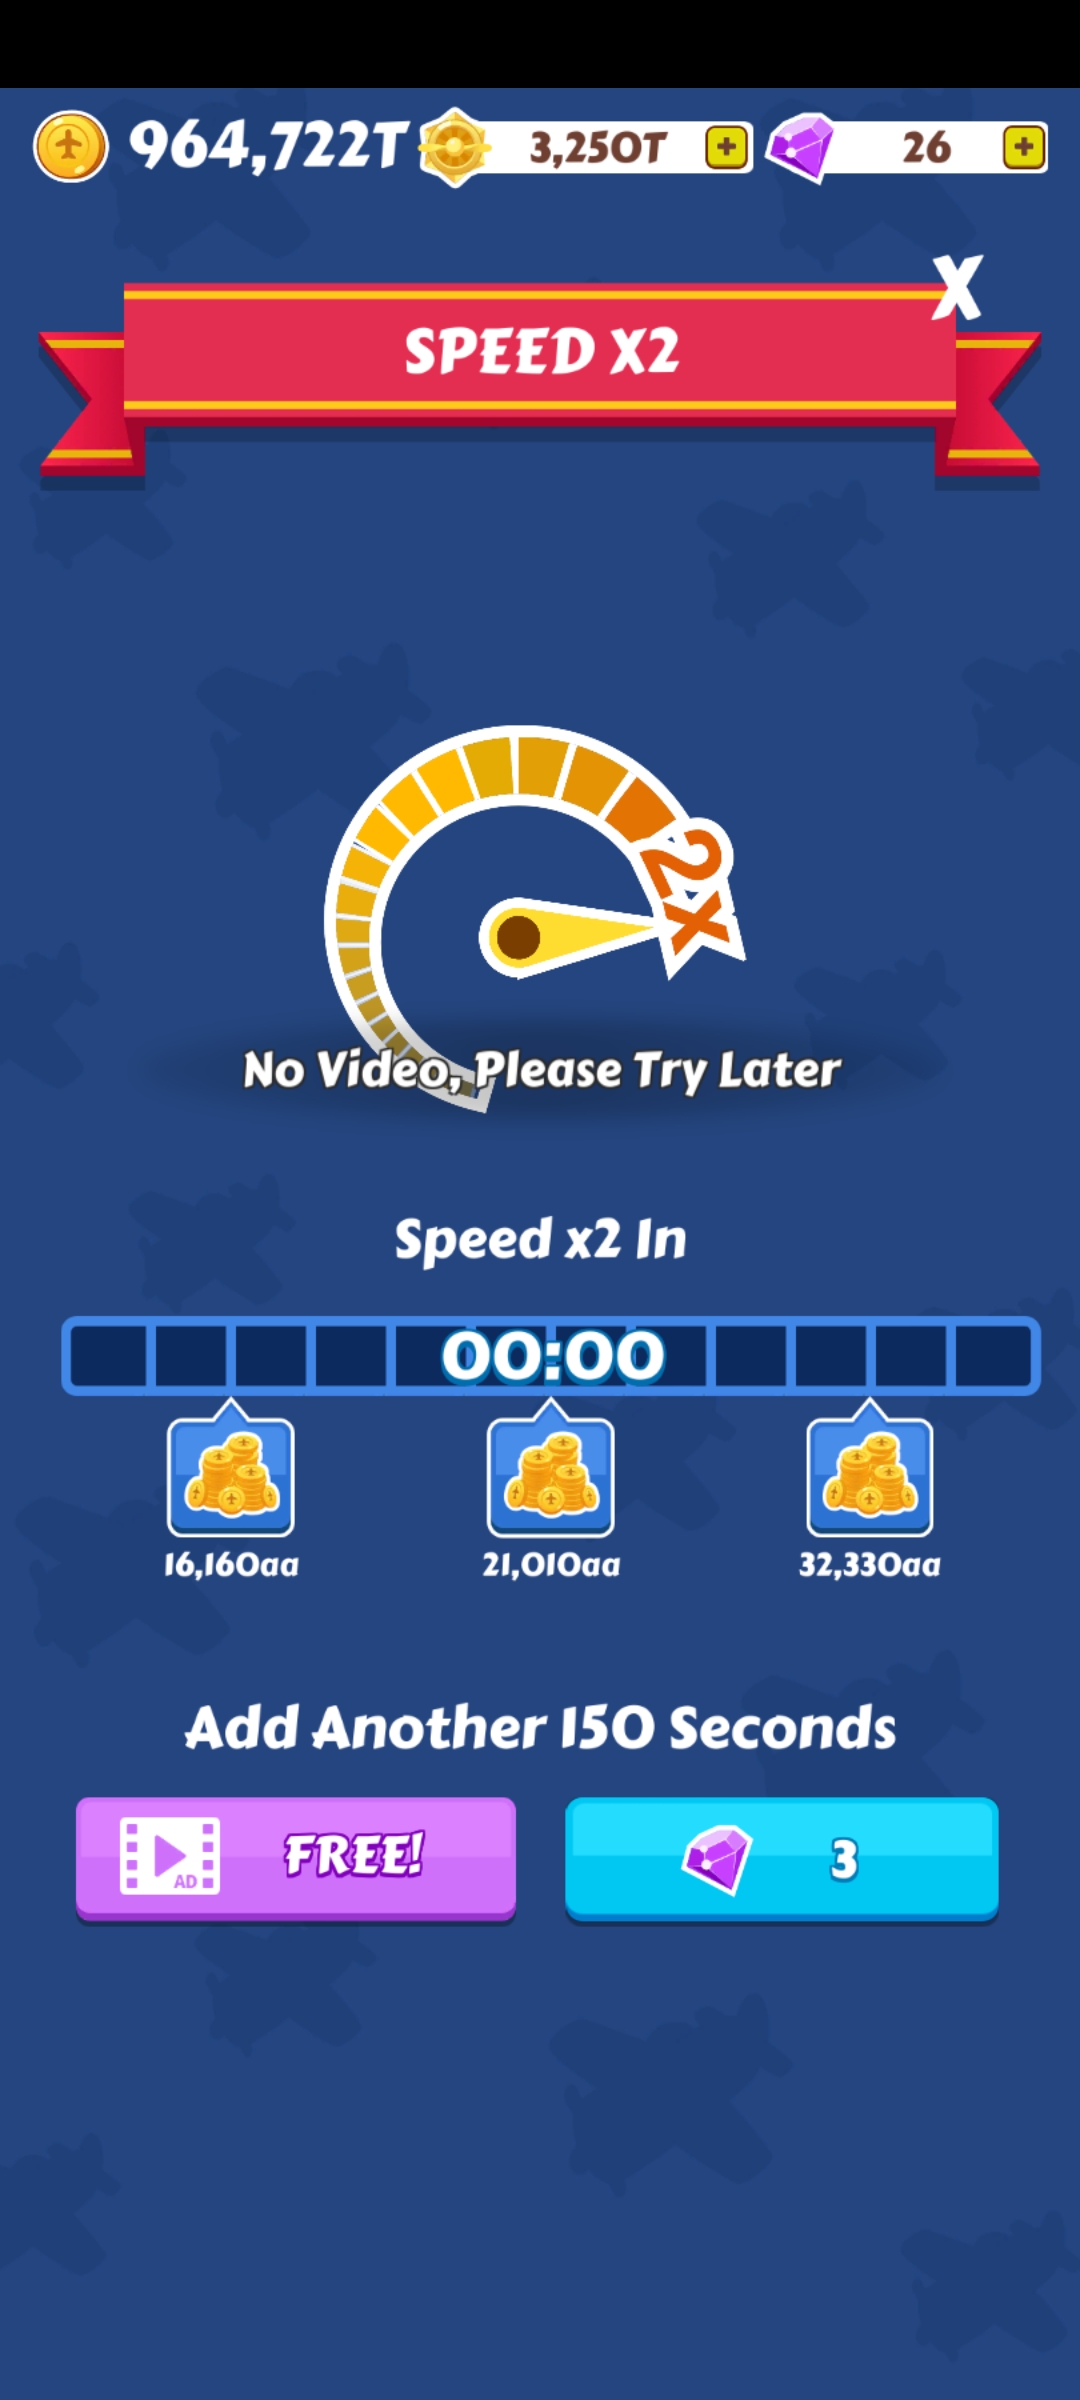 964,722T 3,250T + 26 +
X
SPEED X2
2x
No Video, Please Try Later
Speed x2 In
00:00
16,160aa 21,010aa 32,330aa
Add Another 150 Seconds
AD FREE! 3